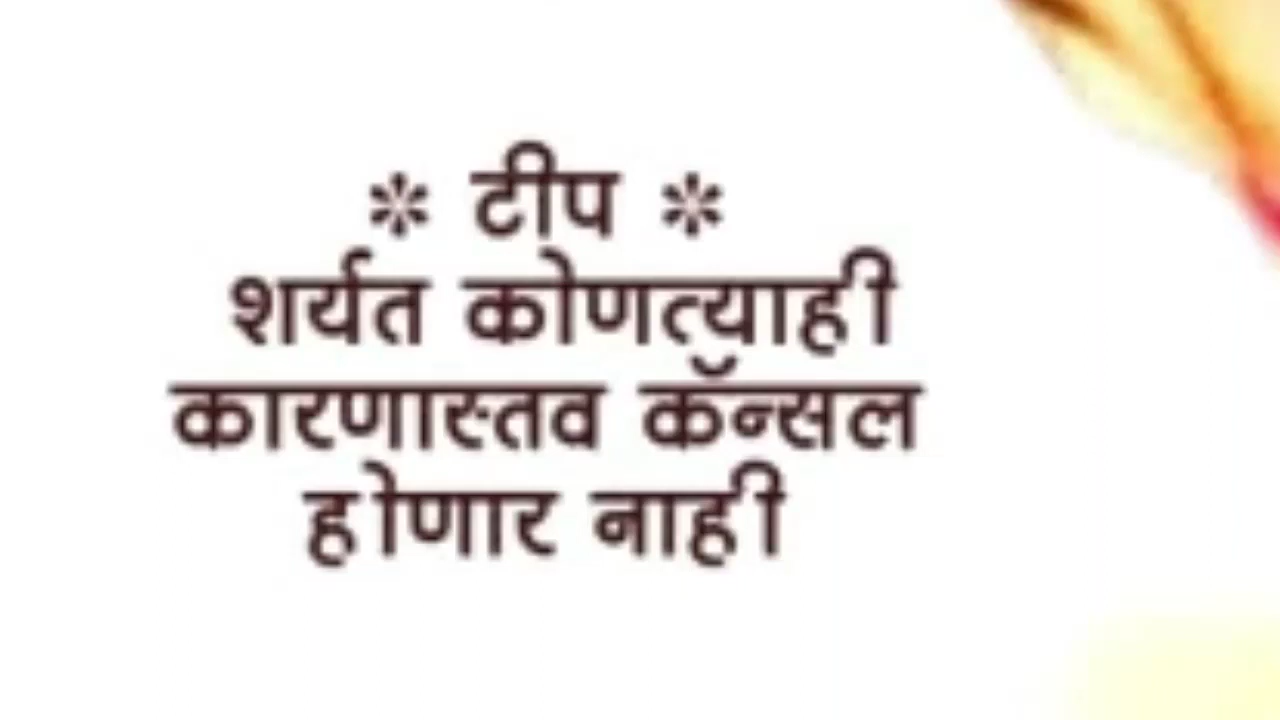 * टीप *
शर्यत कोणत्याही
कारणास्तव कॅन्सल
होणार नाही